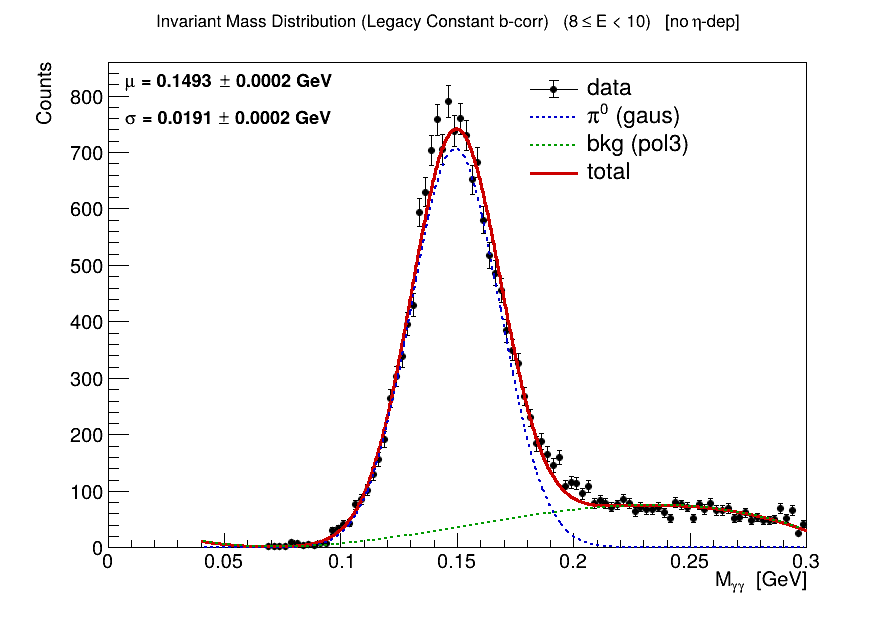 Invariant Mass Distribution (Legacy Constant b-corr)   (8 ≤ E < 10)   [no η-dep]
μ = 0.1493 ± 0.0002 GeV
σ = 0.0191 ± 0.0002 GeV
data
π⁰ (gaus)
bkg (pol3)
total
Counts
800
700
600
500
400
300
200
100
0
0 0.05 0.1 0.15 0.2 0.25 0.3
Mγγ [GeV]